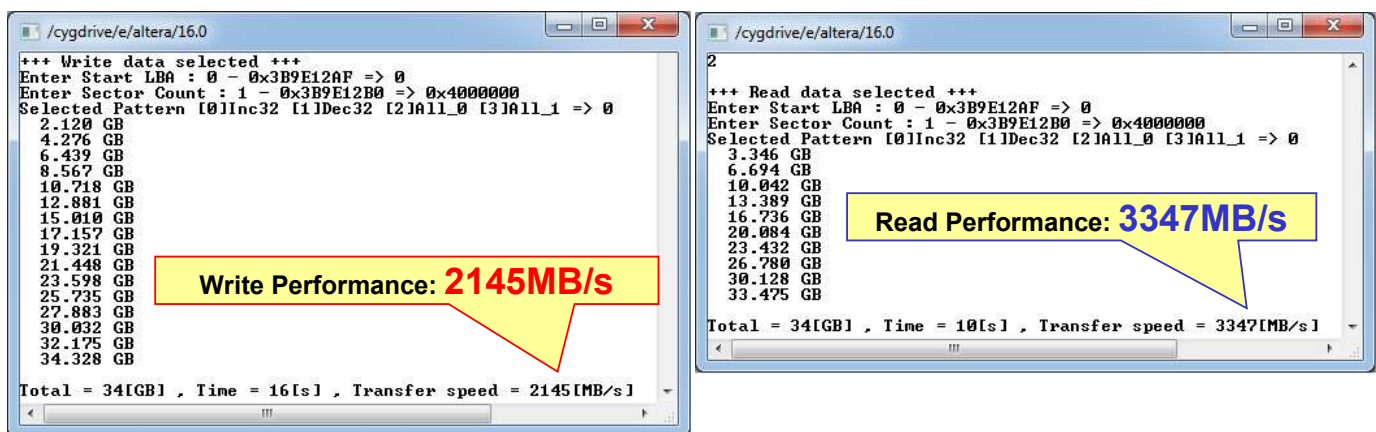 /cygdrive/e/altera/16.0
+++ Write data selected +++
Enter Start LBA : 0 - 0x3B9E12AF => 0
Enter Sector Count : 1 - 0x3B9E12B0 => 0x4000000
Selected Pattern [0]Inc32 [1]Dec32 [2]All_0 [3]All_1 => 0
2.120 GB
4.276 GB
6.439 GB
8.567 GB
10.718 GB
12.881 GB
15.010 GB
17.157 GB
19.321 GB
21.448 GB
23.598 GB
25.735 GB
27.883 GB
30.032 GB
32.175 GB
34.328 GB
Write Performance: 2145MB/s
Total = 34[GB] , Time = 16[s] , Transfer speed = 2145[MB/s]
/cygdrive/e/altera/16.0
2
+++ Read data selected +++
Enter Start LBA : 0 - 0x3B9E12AF => 0
Enter Sector Count : 1 - 0x3B9E12B0 => 0x4000000
Selected Pattern [0]Inc32 [1]Dec32 [2]All_0 [3]All_1 => 0
3.346 GB
6.694 GB
10.042 GB
13.389 GB
16.736 GB
20.084 GB
23.432 GB
26.780 GB
30.128 GB
33.475 GB
Read Performance: 3347MB/s
Total = 34[GB] , Time = 10[s] , Transfer speed = 3347[MB/s]